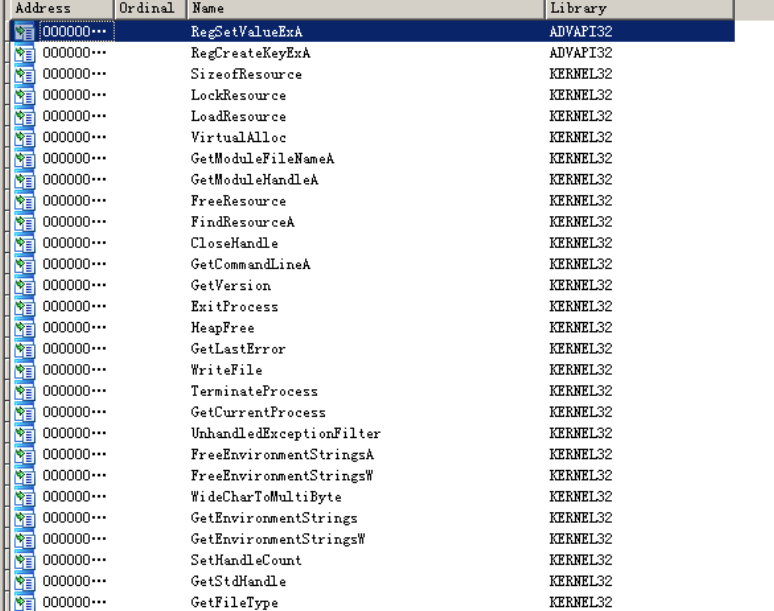 Address Ordinal Name Library
000000··· RegSetValueExA ADVAPI32
000000··· RegCreateKeyExA ADVAPI32
000000··· SizeofResource KERNEL32
000000··· LockResource KERNEL32
000000··· LoadResource KERNEL32
000000··· VirtualAlloc KERNEL32
000000··· GetModuleFileNameA KERNEL32
000000··· GetModuleHandleA KERNEL32
000000··· FreeResource KERNEL32
000000··· FindResourceA KERNEL32
000000··· CloseHandle KERNEL32
000000··· GetCommandLineA KERNEL32
000000··· GetVersion KERNEL32
000000··· ExitProcess KERNEL32
000000··· HeapFree KERNEL32
000000··· GetLastError KERNEL32
000000··· WriteFile KERNEL32
000000··· TerminateProcess KERNEL32
000000··· GetCurrentProcess KERNEL32
000000··· UnhandledExceptionFilter KERNEL32
000000··· FreeEnvironmentStringsA KERNEL32
000000··· FreeEnvironmentStringsW KERNEL32
000000··· WideCharToMultiByte KERNEL32
000000··· GetEnvironmentStrings KERNEL32
000000··· GetEnvironmentStringsW KERNEL32
000000··· SetHandleCount KERNEL32
000000··· GetStdHandle KERNEL32
000000··· GetFileType KERNEL32